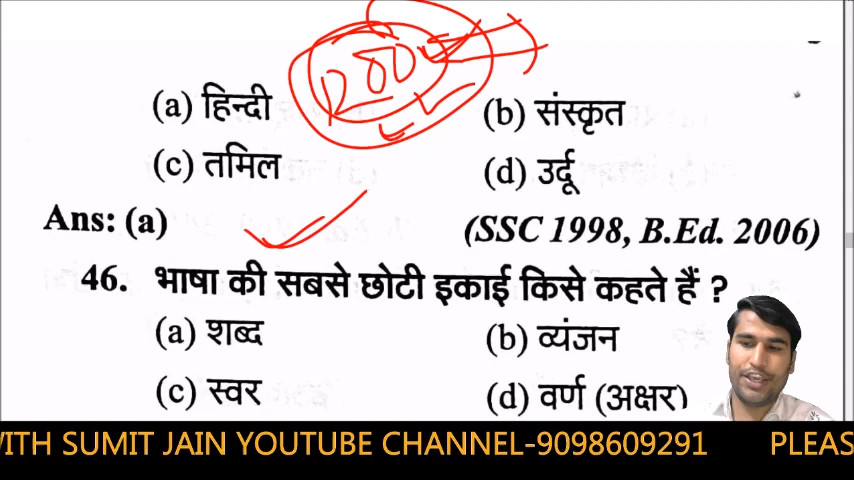 1200
(a) हिन्दी (b) संस्कृत
(c) तमिल (d) उर्दू
Ans: (a) (SSC 1998, B.Ed. 2006)
46. भाषा की सबसे छोटी इकाई किसे कहते हैं ?
(a) शब्द (b) व्यंजन
(c) स्वर (d) वर्ण (अक्षर)
WITH SUMIT JAIN YOUTUBE CHANNEL-9098609291 PLEAS